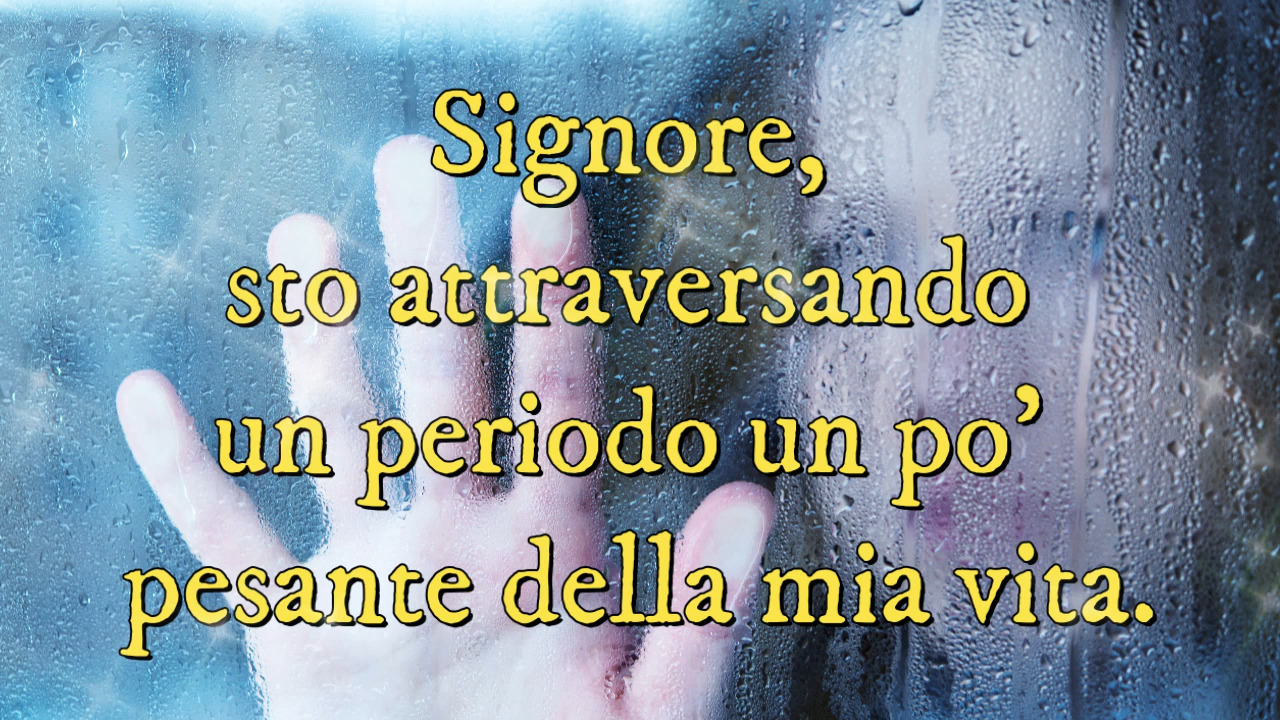 Signore,
sto attraversando
un periodo un po’
pesante della mia vita.